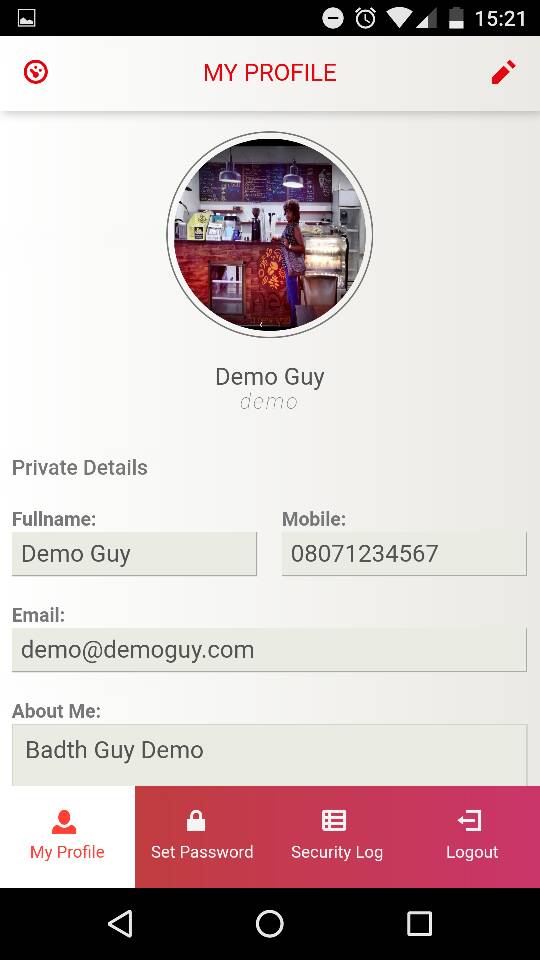 15:21
MY PROFILE
Demo Guy
demo
Private Details
Fullname: Mobile:
Demo Guy 08071234567
Email:
demo@demoguy.com
About Me:
Badth Guy Demo
My Profile Set Password Security Log Logout